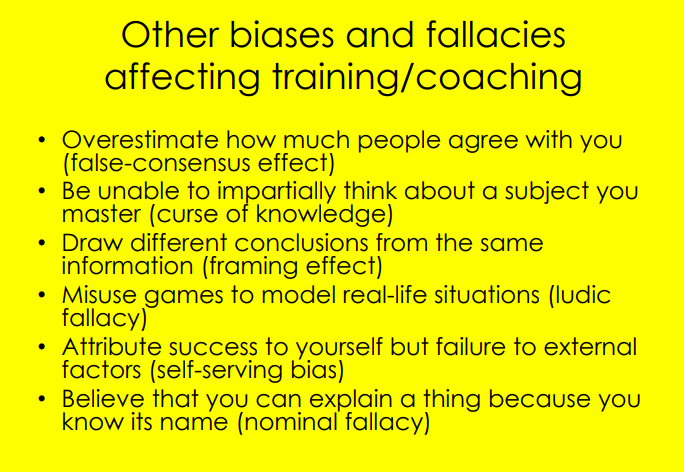 Other biases and fallacies
affecting training/coaching
• Overestimate how much people agree with you
(false-consensus effect)
• Be unable to impartially think about a subject you
master (curse of knowledge)
• Draw different conclusions from the same
information (framing effect)
• Misuse games to model real-life situations (ludic
fallacy)
• Attribute success to yourself but failure to external
factors (self-serving bias)
• Believe that you can explain a thing because you
know its name (nominal fallacy)